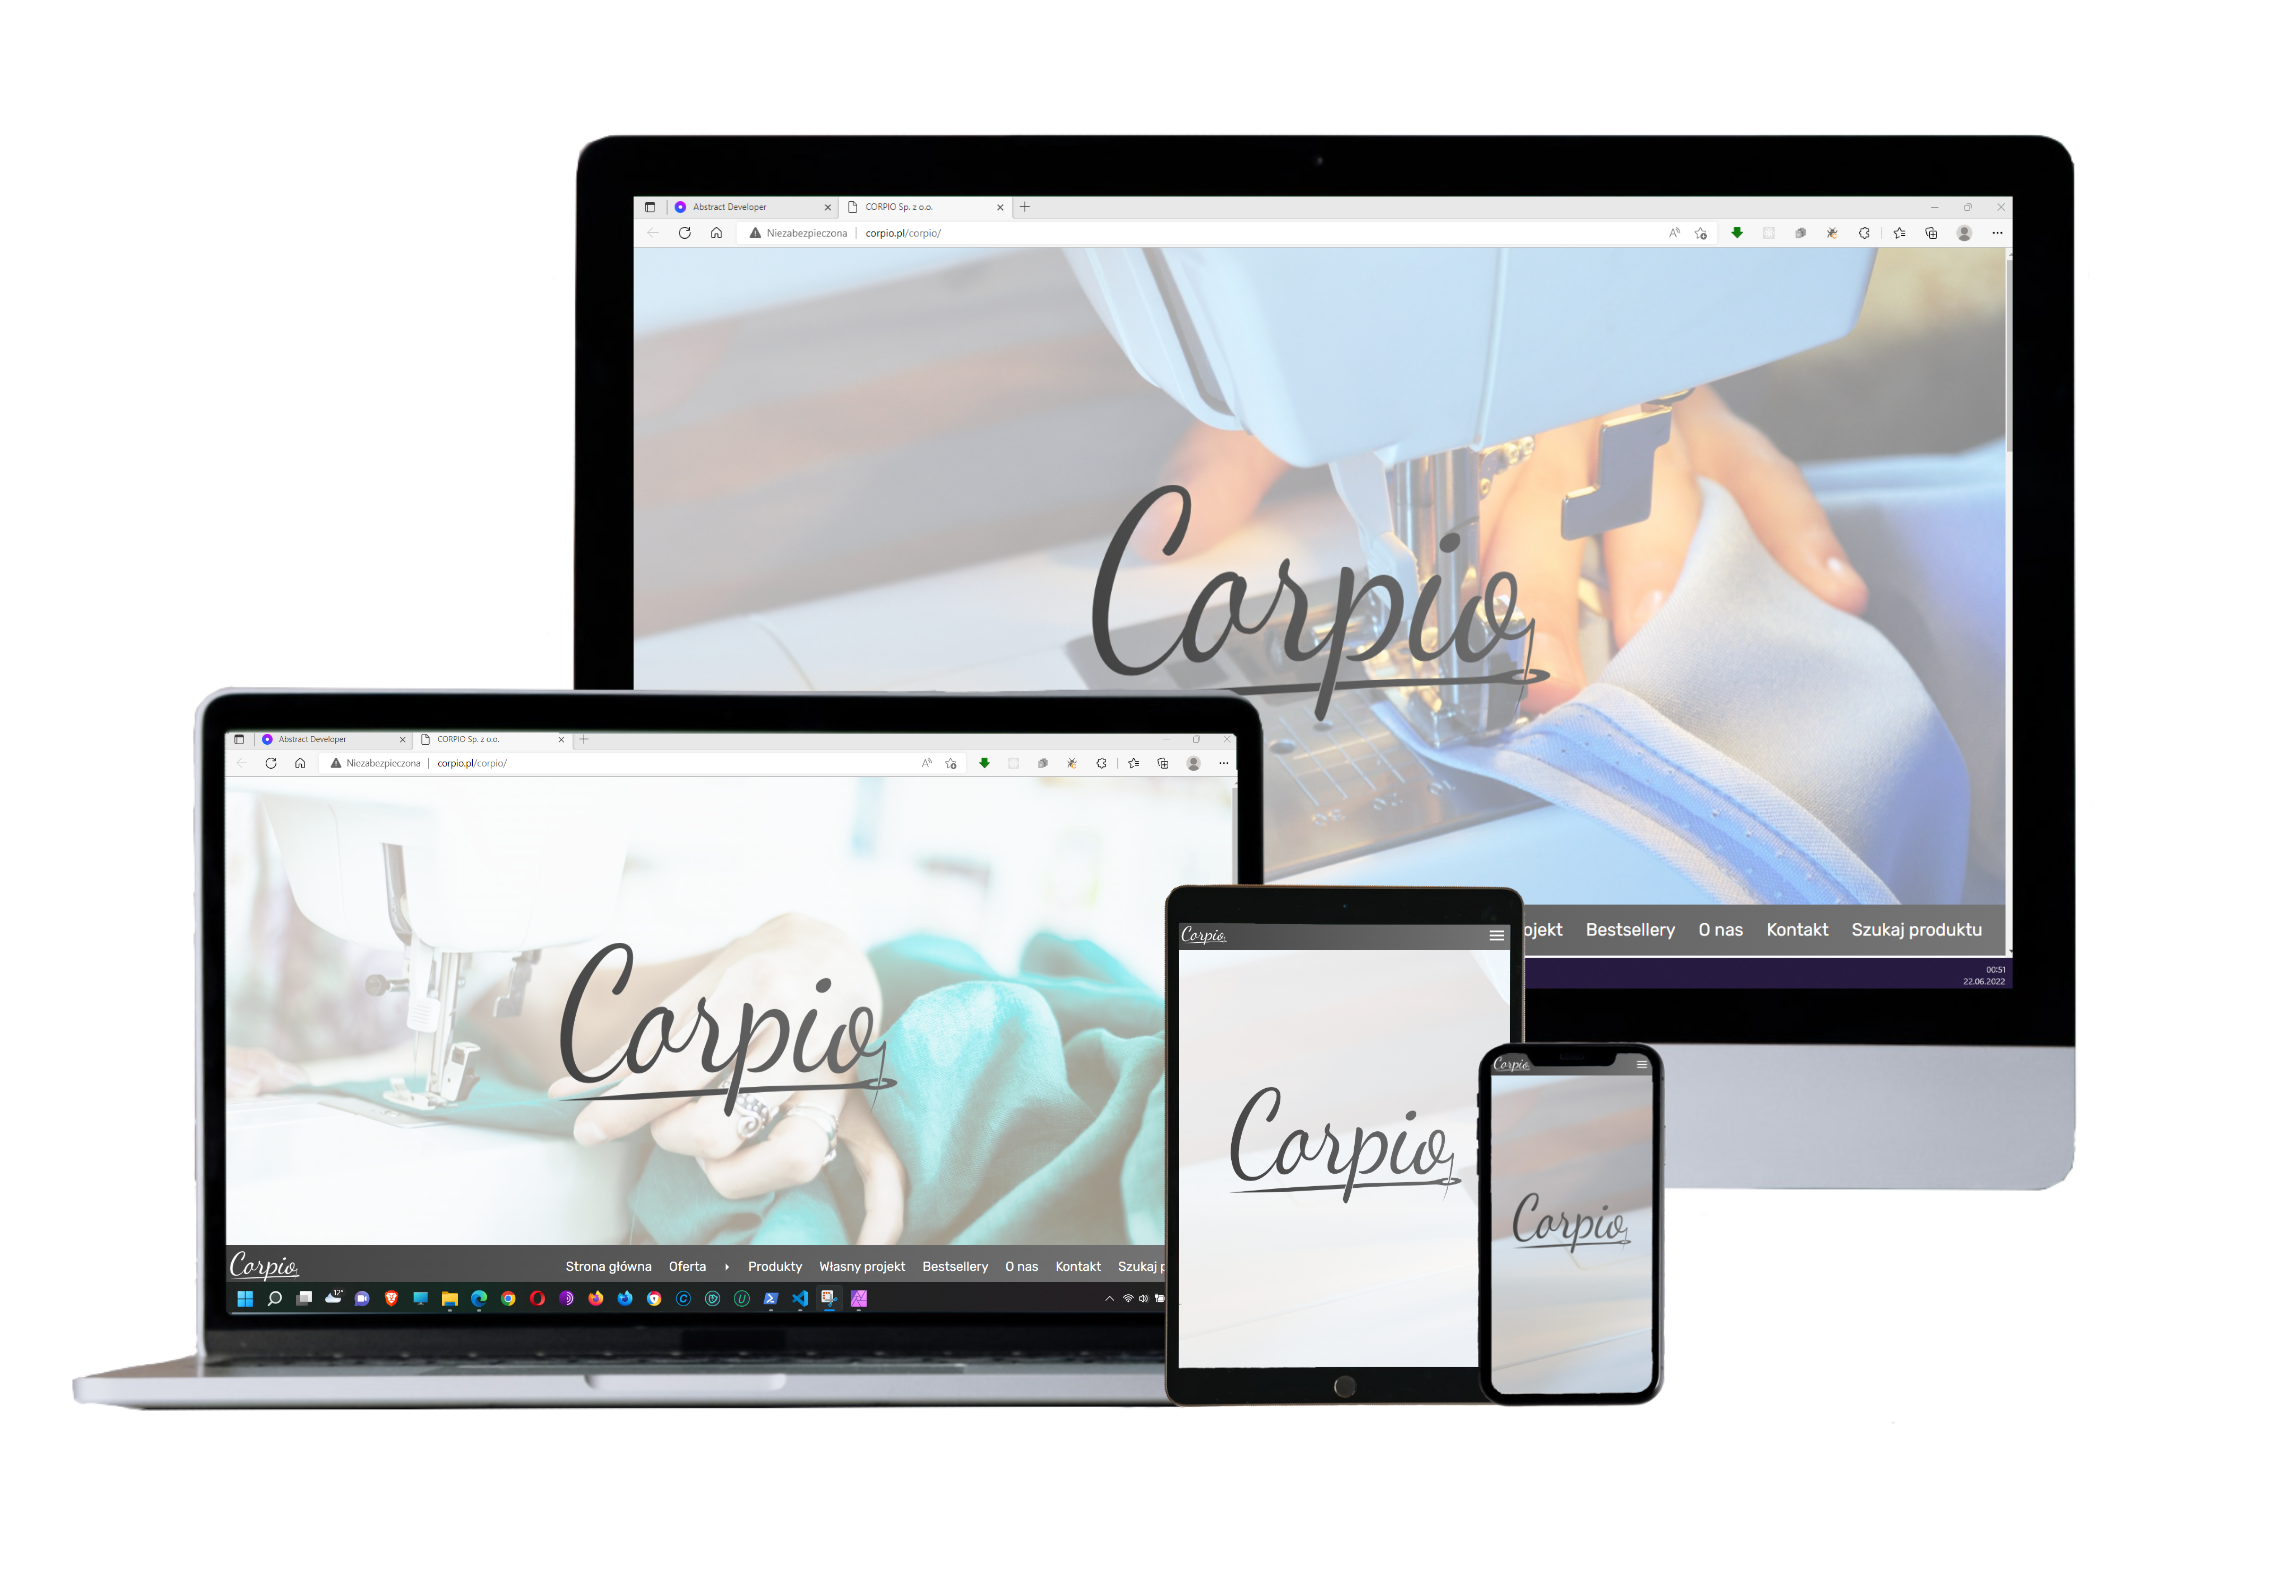 Abstract Developer
CORPIO Sp. z o.o.
Niezabezpieczona | corpio.pl/corpio/
Corpio
Bestsellery O nas Kontakt Szukaj produktu
00:51
22.06.2022
Abstract Developer
CORPIO Sp. z o.o.
Niezabezpieczona | corpio.pl/corpio/
Corpio
Corpio
Strona główna Oferta Produkty Własny projekt Bestsellery O nas Kontakt
12°
Corpio
Corpio
Corpio
Corpio